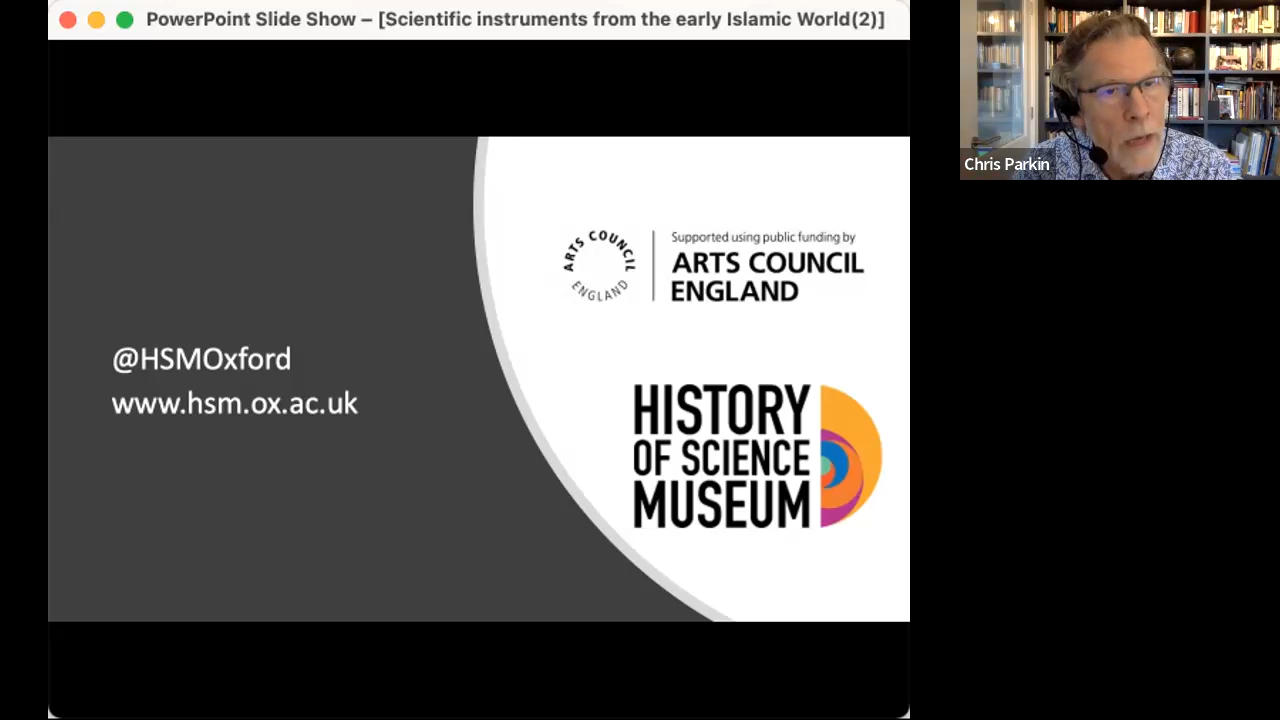 PowerPoint Slide Show – [Scientific instruments from the early Islamic World(2)]
Chris Parkin
ARTS COUNCIL
ENGLAND
Supported using public funding by
ARTS COUNCIL
ENGLAND
@HSMOxford
www.hsm.ox.ac.uk
HISTORY
OF SCIENCE
MUSEUM